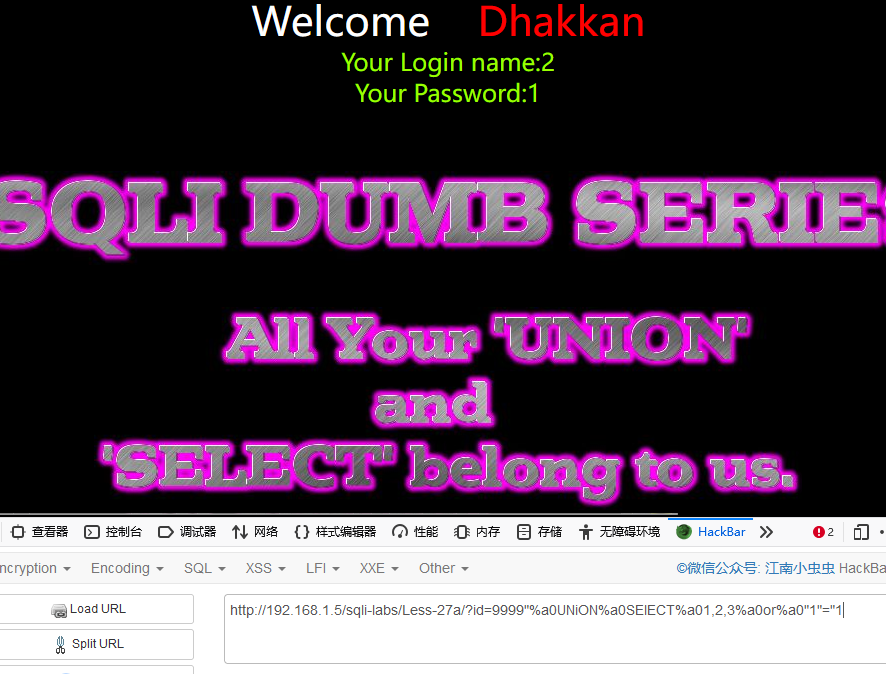 Welcome Dhakkan
Your Login name:2
Your Password:1
SQLI DUMB SERIES
All Your 'UNION'
and
'SELECT' belong to us.
查看器 控制台 调试器 网络 样式编辑器 性能 内存 存储 无障碍环境 HackBar 2
ncryption Encoding SQL XSS LFI XXE Other ©微信公众号: 江南小虫虫 HackBa
Load URL
http://192.168.1.5/sqli-labs/Less-27a/?id=9999"%a0UNiON%a0SElECT%a01,2,3%a0or%a0"1"="1
Split URL